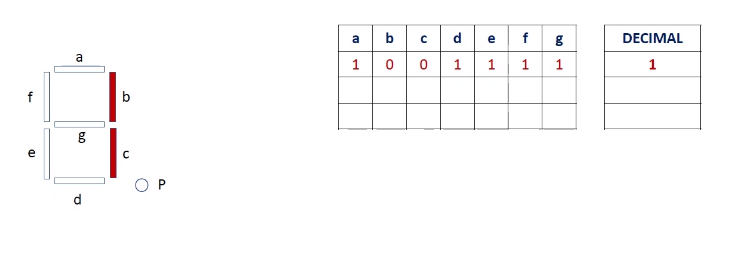 a b c d e f g DECIMAL
1 0 0 1 1 1 1 1
a
f b
g
e c
P
d